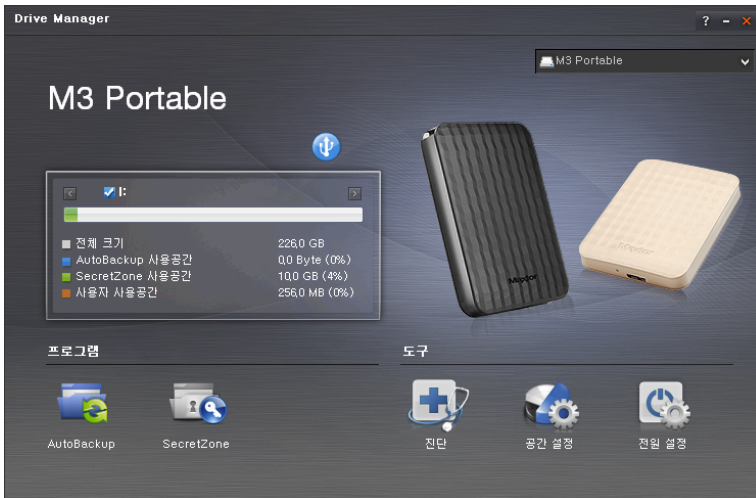 Drive Manager
? -
M3 Portable
M3 Portable
I:
전체 크기 226,0 GB
AutoBackup 사용공간 0,0 Byte (0%)
SecretZone 사용공간 10,0 GB (4%)
사용자 사용공간 256,0 MB (0%)
Maxtor
Maxtor
프로그램
도구
AutoBackup
SecretZone
진단
공간 설정
전원 설정